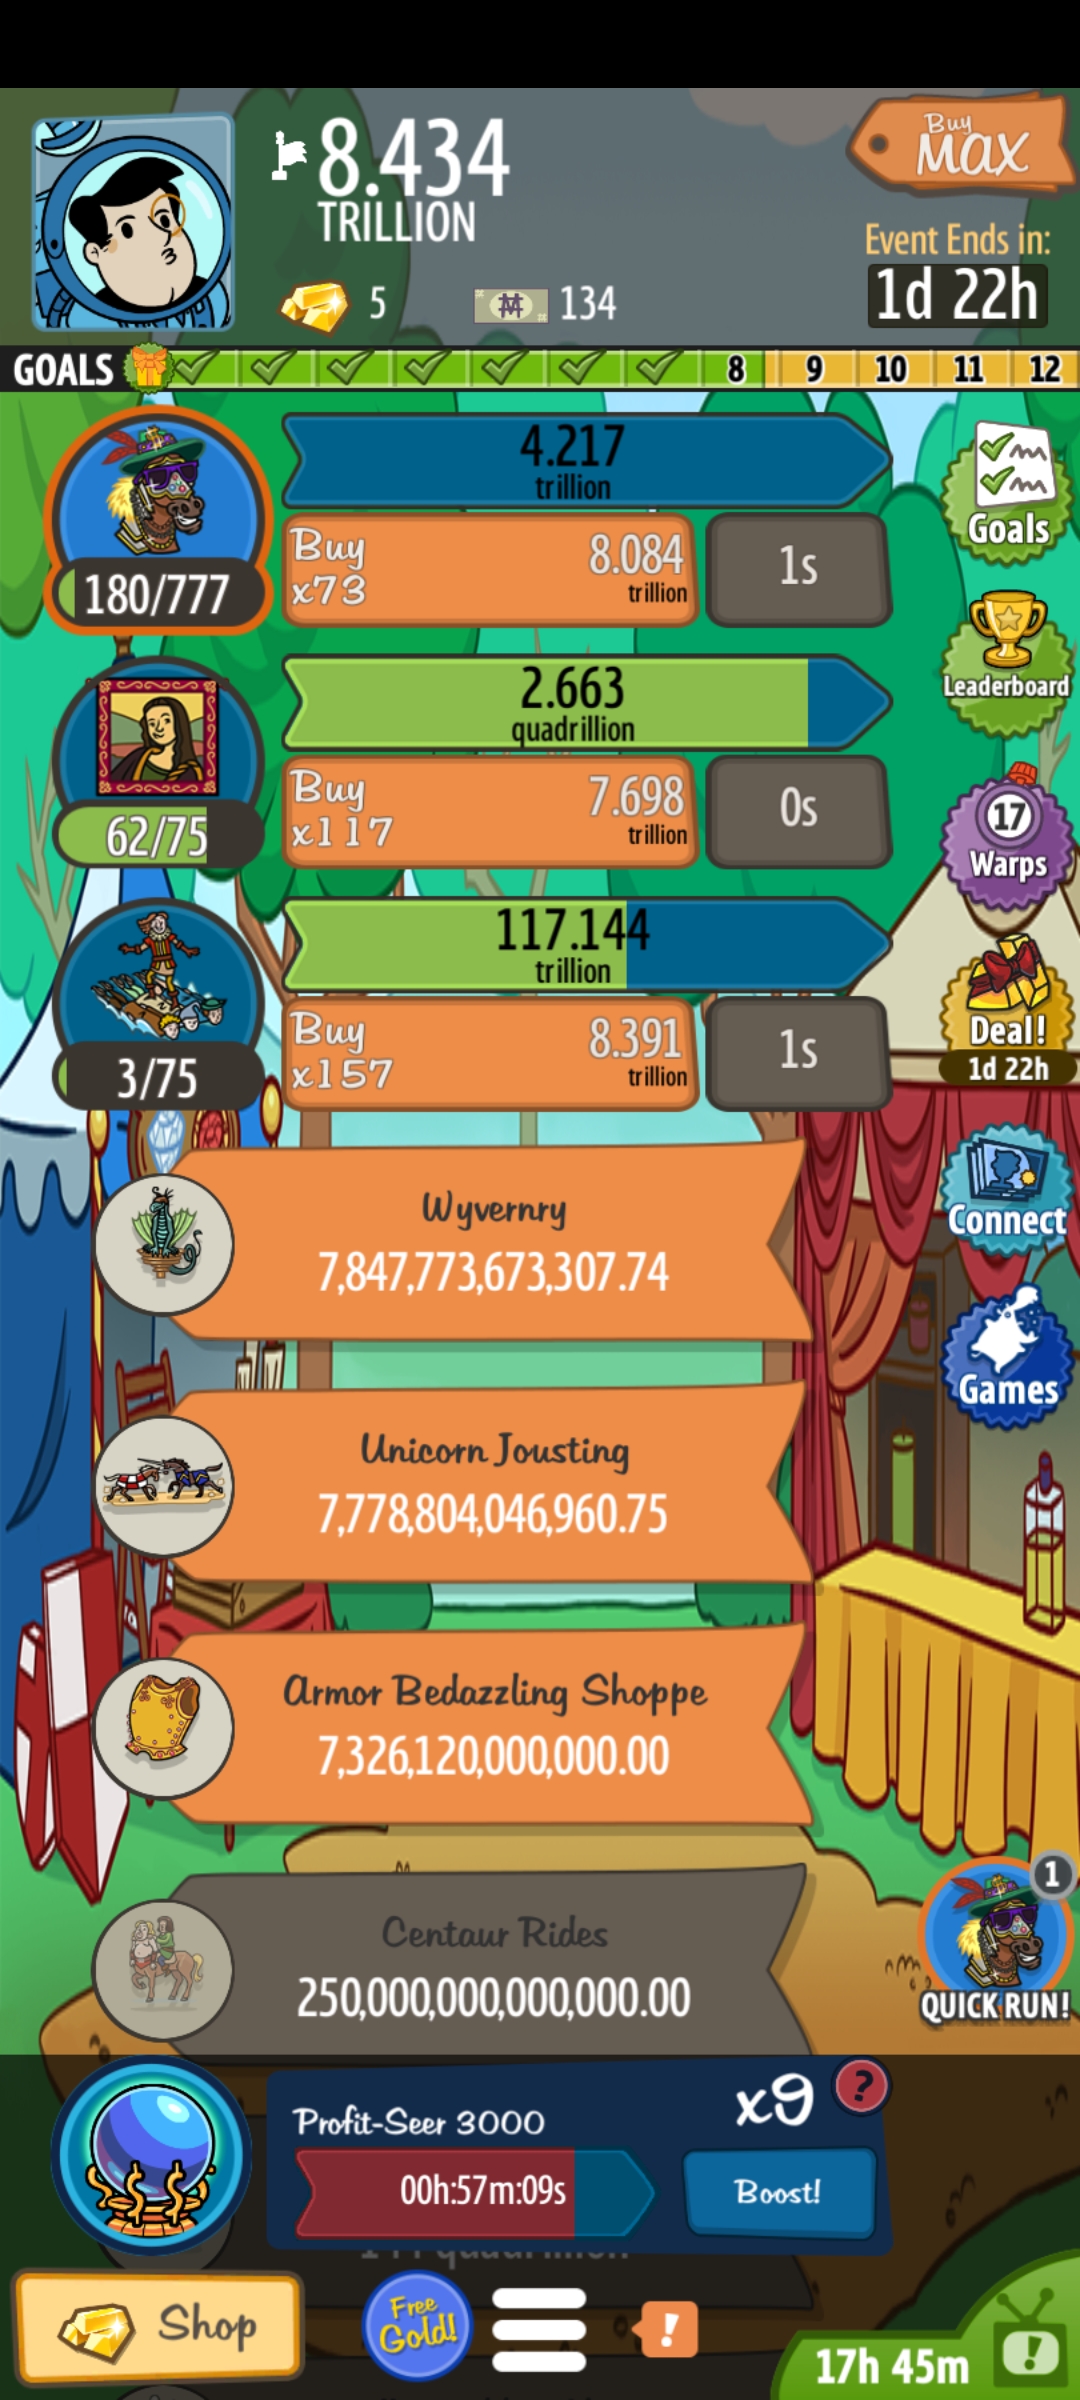 8.434
TRILLION
Buy
MAX
Event Ends in:
1d 22h
5
134
GOALS
8
9
10
11
12
4.217
trillion
Buy
x73
8.084
trillion
1s
180/777
Goals
Leaderboard
2.663
quadrillion
Buy
x117
7.698
trillion
0s
62/75
17
Warps
117.144
trillion
Buy
x157
8.391
trillion
1s
3/75
Deal!
1d 22h
Wyvernry
7,847,773,673,307.74
Connect
Unicorn Jousting
7,778,804,046,960.75
Games
Armor Bedazzling Shoppe
7,326,120,000,000.00
Centaur Rides
250,000,000,000,000.00
1
QUICK RUN!
Profit-Seer 3000
x9
?
00h:57m:09s
Boost!
Shop
Free
Gold!
!
17h 45m
!